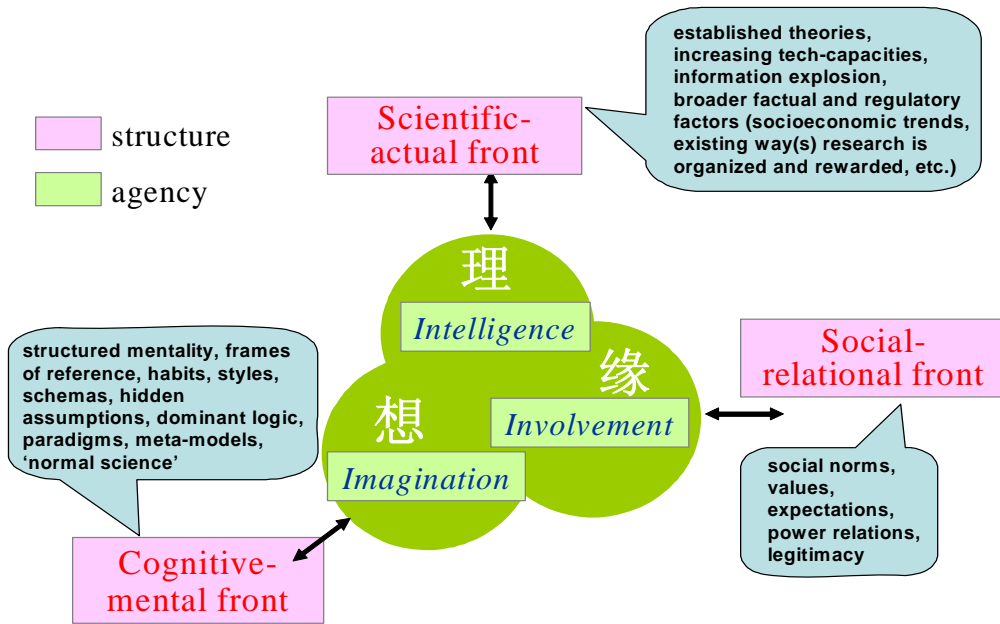 established theories,
increasing tech-capacities,
information explosion,
broader factual and regulatory
factors (socioeconomic trends,
existing way(s) research is
organized and rewarded, etc.)
Scientific-
actual front
structure
agency
理
Intelligence
structured mentality, frames
of reference, habits, styles,
schemas, hidden
assumptions, dominant logic,
paradigms, meta-models,
‘normal science’
Social-
relational front
缘
想
Involvement
Imagination
social norms,
values,
expectations,
power relations,
legitimacy
Cognitive-
mental front